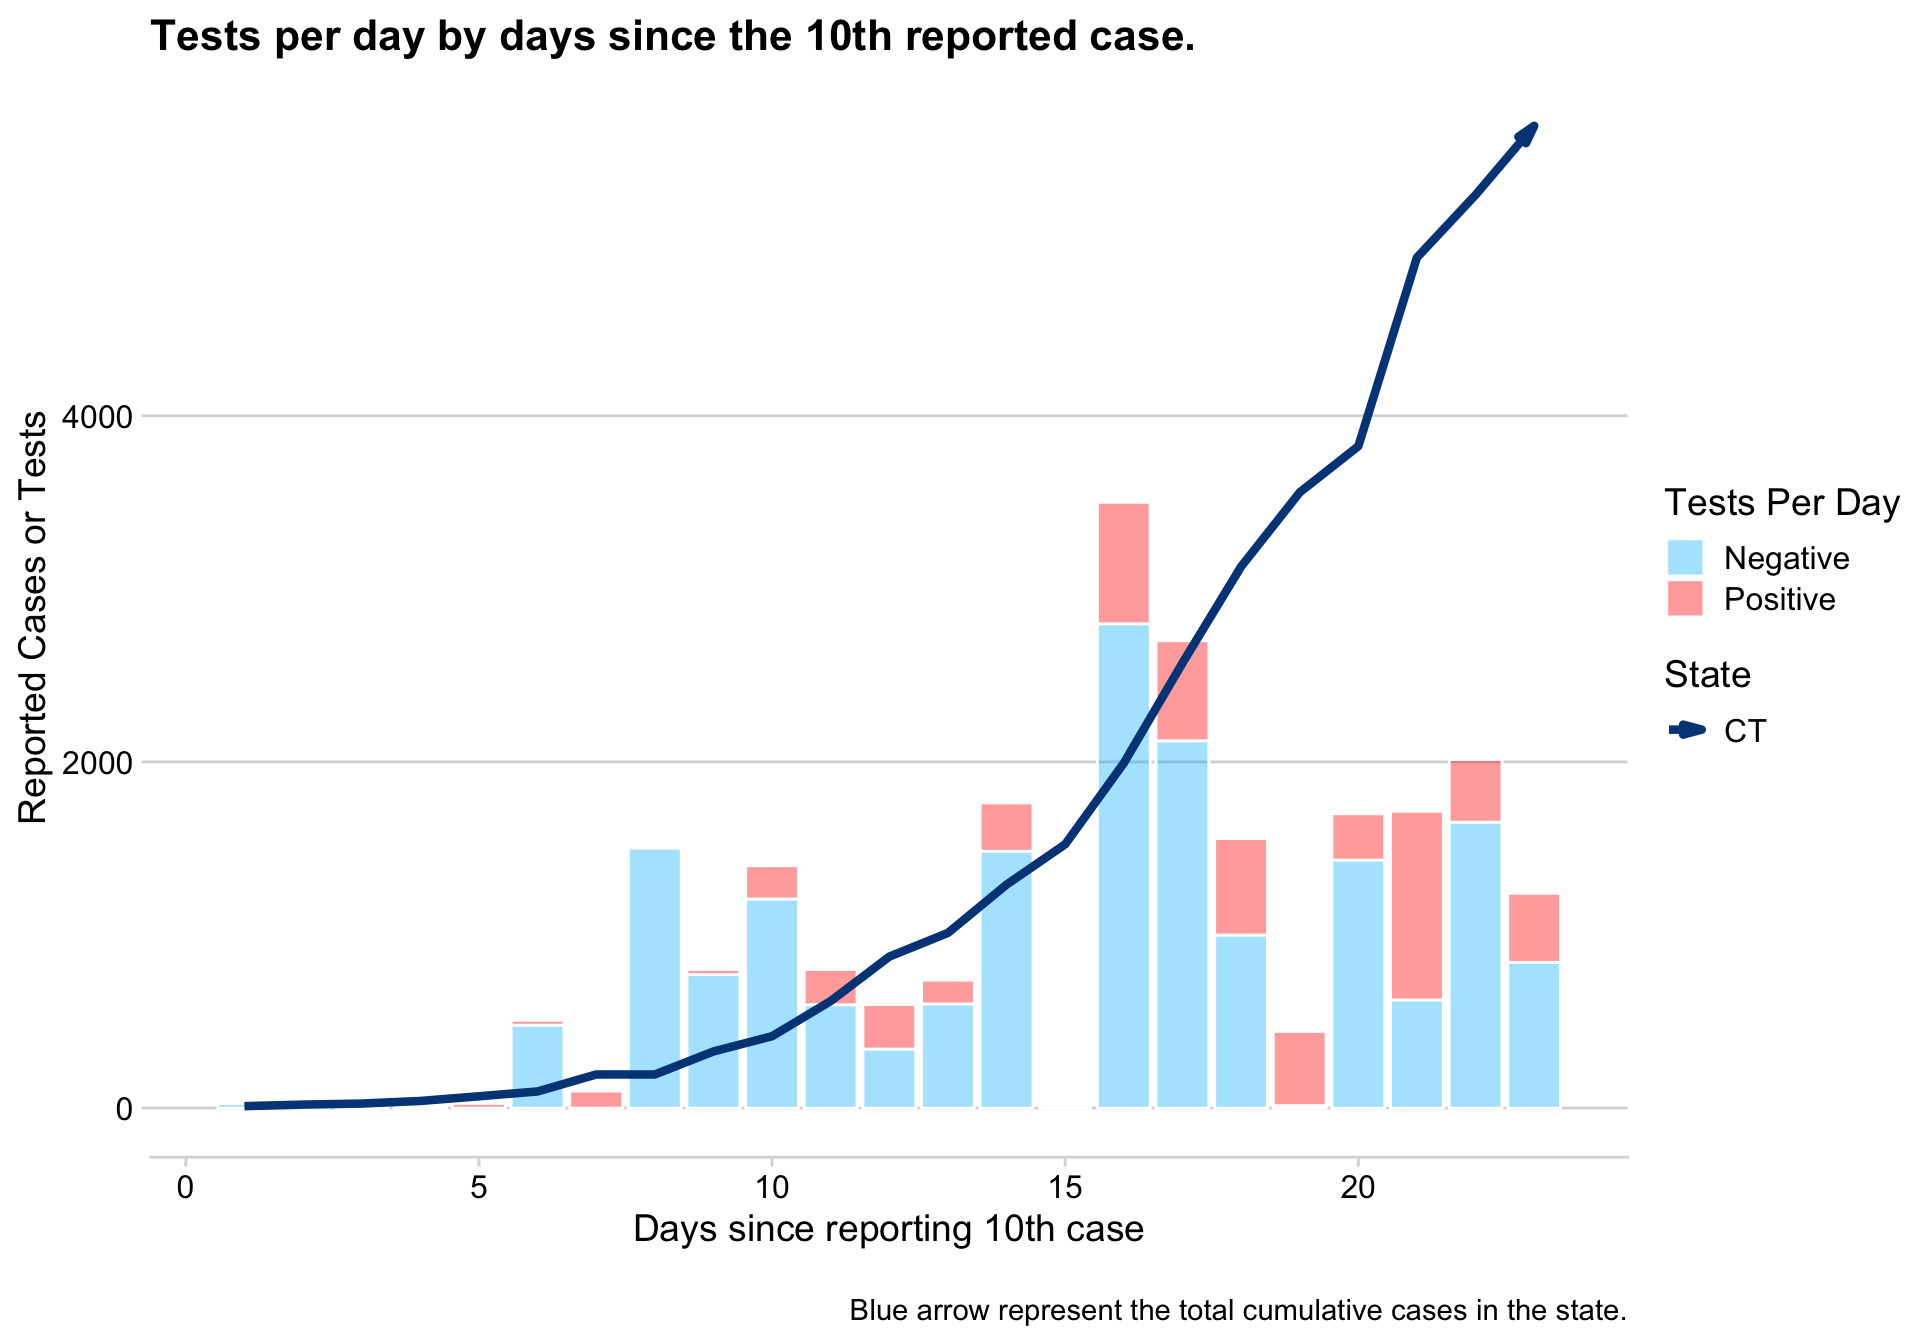 Tests per day by days since the 10th reported case.
Reported Cases or Tests
4000
2000
0
0 5 10 15 20
Days since reporting 10th case
Tests Per Day
Negative
Positive
State
CT
Blue arrow represent the total cumulative cases in the state.